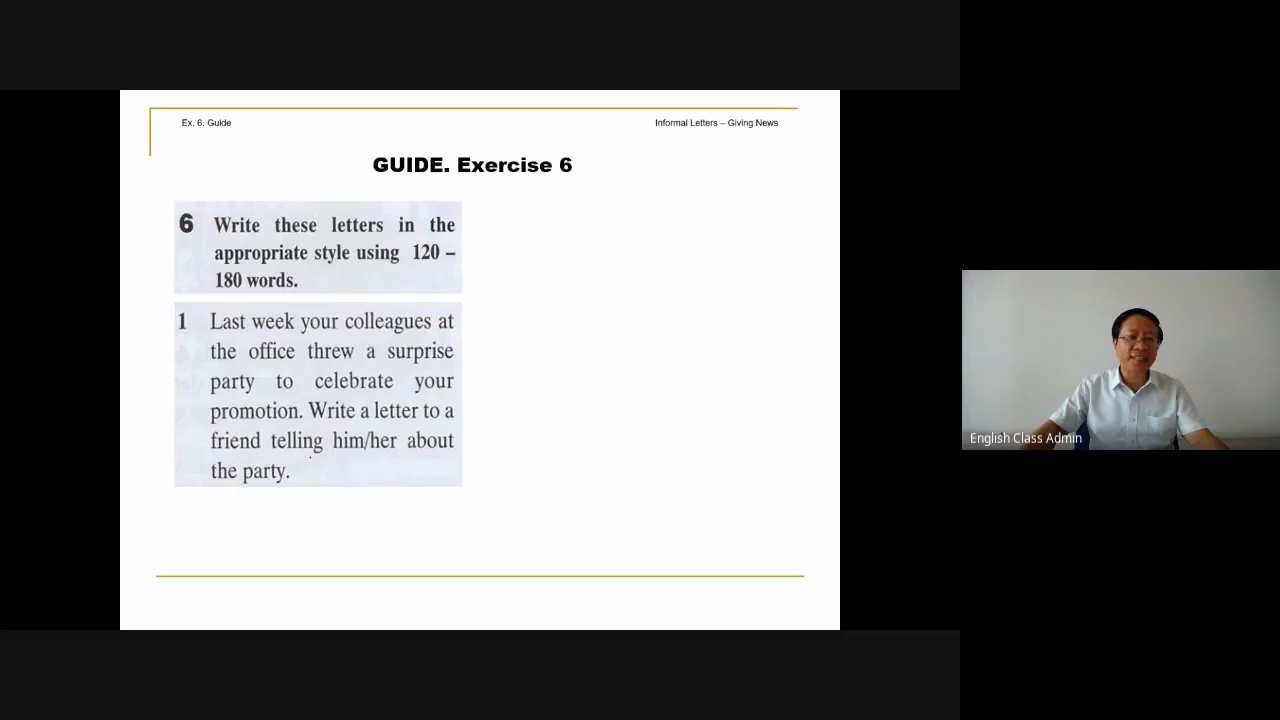 Ex. 6. Guide
Informal Letters – Giving News
GUIDE. Exercise 6
6 Write these letters in the
appropriate style using 120 –
180 words.
1 Last week your colleagues at
the office threw a surprise
party to celebrate your
promotion. Write a letter to a
friend telling him/her about
the party.
English Class Admin